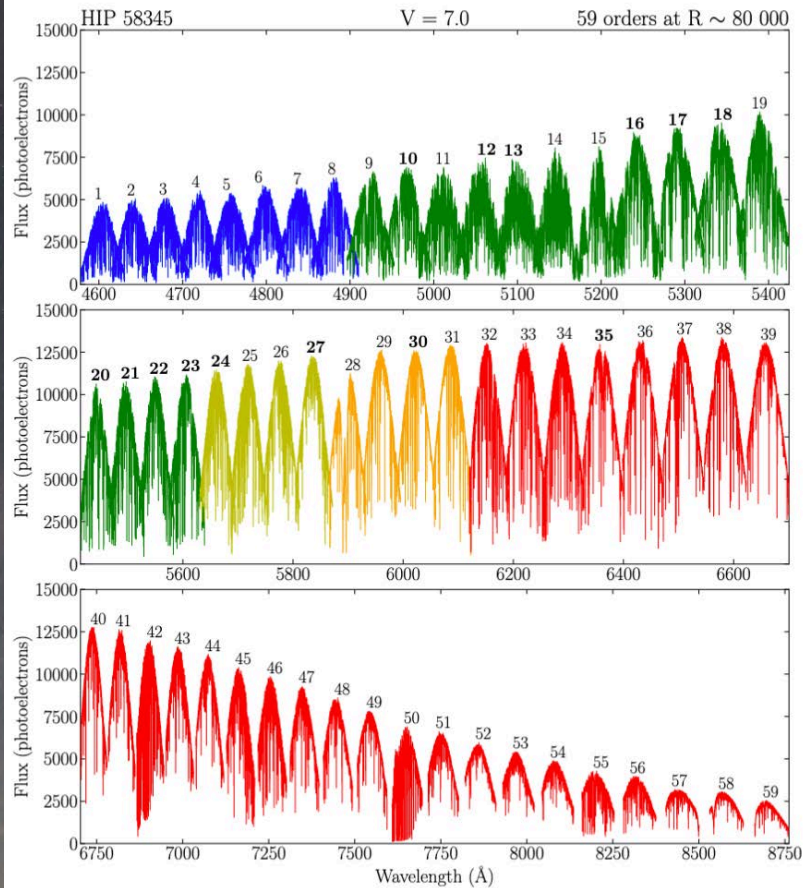 HIP 58345 V = 7.0 59 orders at R ∼ 80 000
15000
12500
10000
7500
5000
2500
0
Flux (photoelectrons)
1 2 3 4 5 6 7 8 9 10 11 12 13 14 15 16 17 18 19
4600 4700 4800 4900 5000 5100 5200 5300 5400
15000
12500
10000
7500
5000
2500
0
Flux (photoelectrons)
20 21 22 23 24 25 26 27 28 29 30 31 32 33 34 35 36 37 38 39
5600 5800 6000 6200 6400 6600
15000
12500
10000
7500
5000
2500
0
Flux (photoelectrons)
40 41 42 43 44 45 46 47 48 49 50 51 52 53 54 55 56 57 58 59
6750 7000 7250 7500 7750 8000 8250 8500 8750
Wavelength (Å)